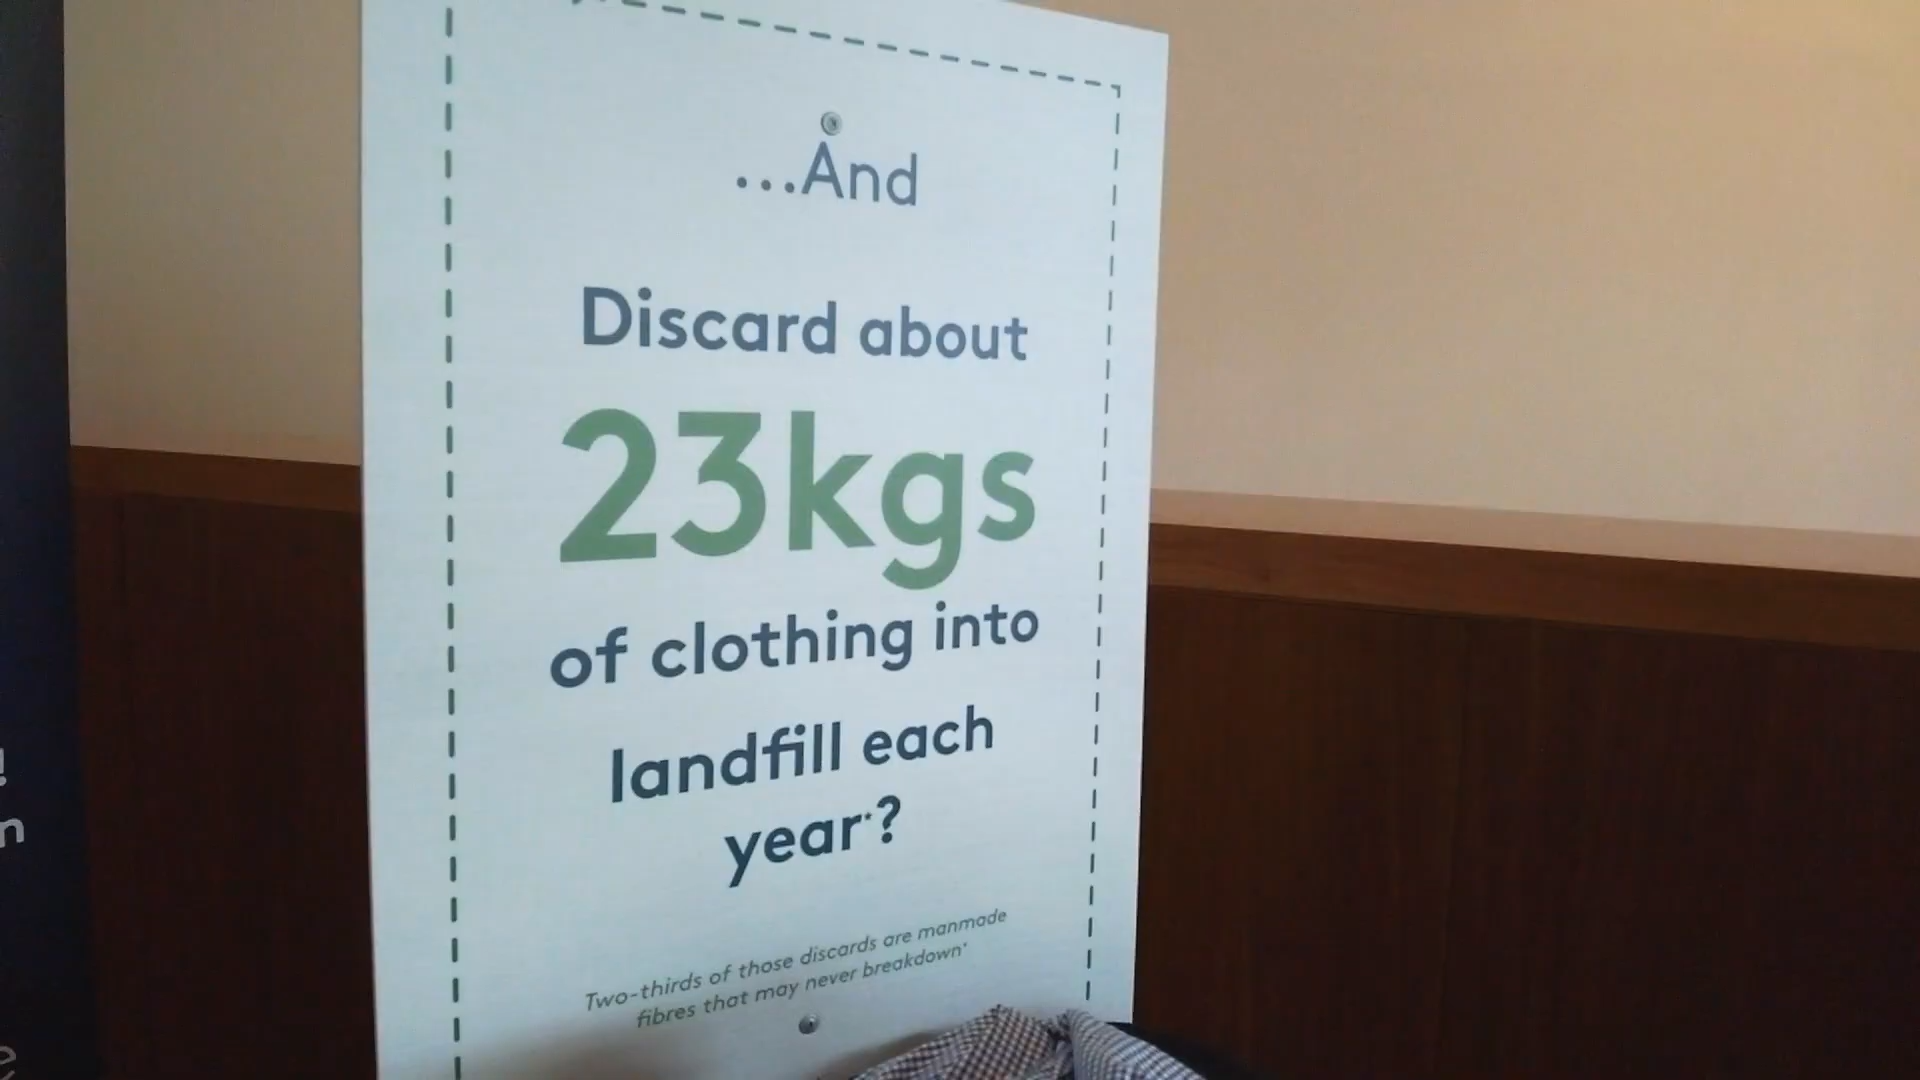 ...And
Discard about
23kgs
of clothing into
landfill each
year*?
Two-thirds of those discards are manmade
fibres that may never breakdown*